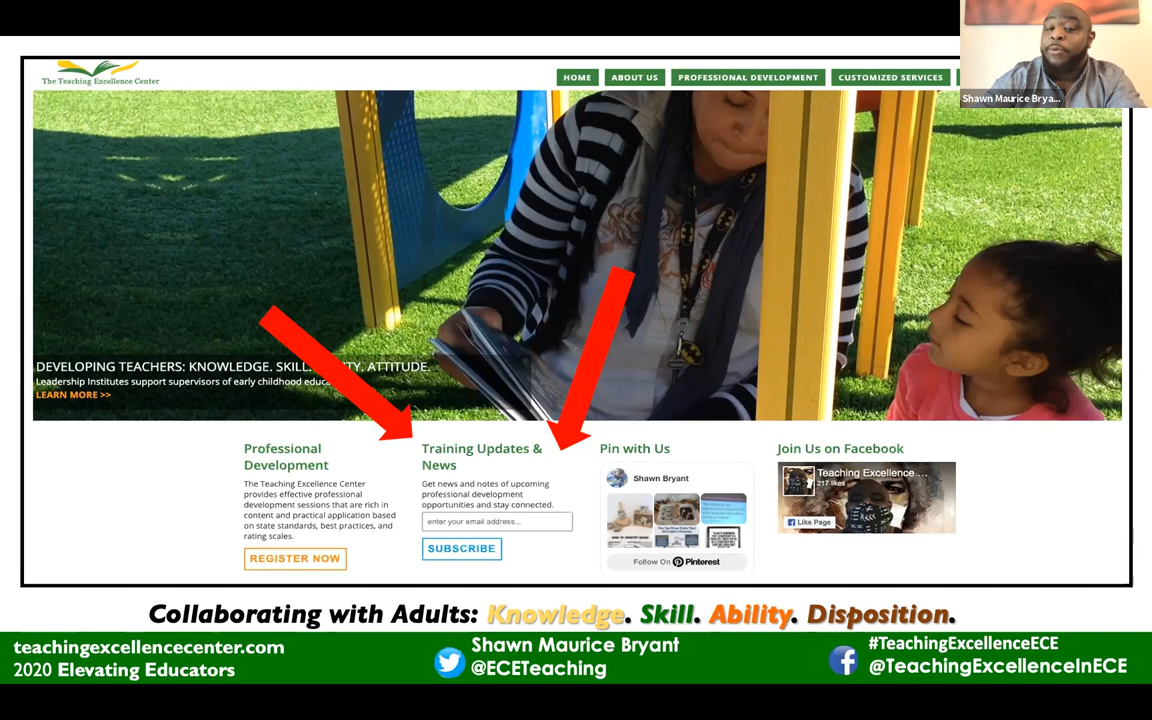 The Teaching Excellence Center
HOME
ABOUT US
PROFESSIONAL DEVELOPMENT
CUSTOMIZED SERVICES
Shawn Maurice Brya...
DEVELOPING TEACHERS: KNOWLEDGE. SKILL. ATTITUDE.
Leadership Institutes support supervisors of early childhood
LEARN MORE >>
Professional
Development
The Teaching Excellence Center
provides effective professional
development sessions that are rich in
content and practical application based
on state standards, best practices, and
rating scales.
REGISTER NOW
Training Updates &
News
Get news and notes of upcoming
professional development
opportunities and stay connected.
enter your email address...
SUBSCRIBE
Pin with Us
Shawn Bryant
Follow On Pinterest
Join Us on Facebook
Teaching Excellence ...
217 likes
Like Page
Collaborating with Adults: Knowledge. Skill. Ability. Disposition.
teachingexcellencecenter.com
2020 Elevating Educators
Shawn Maurice Bryant
@ECETeaching
#TeachingExcellenceECE
@TeachingExcellenceInECE